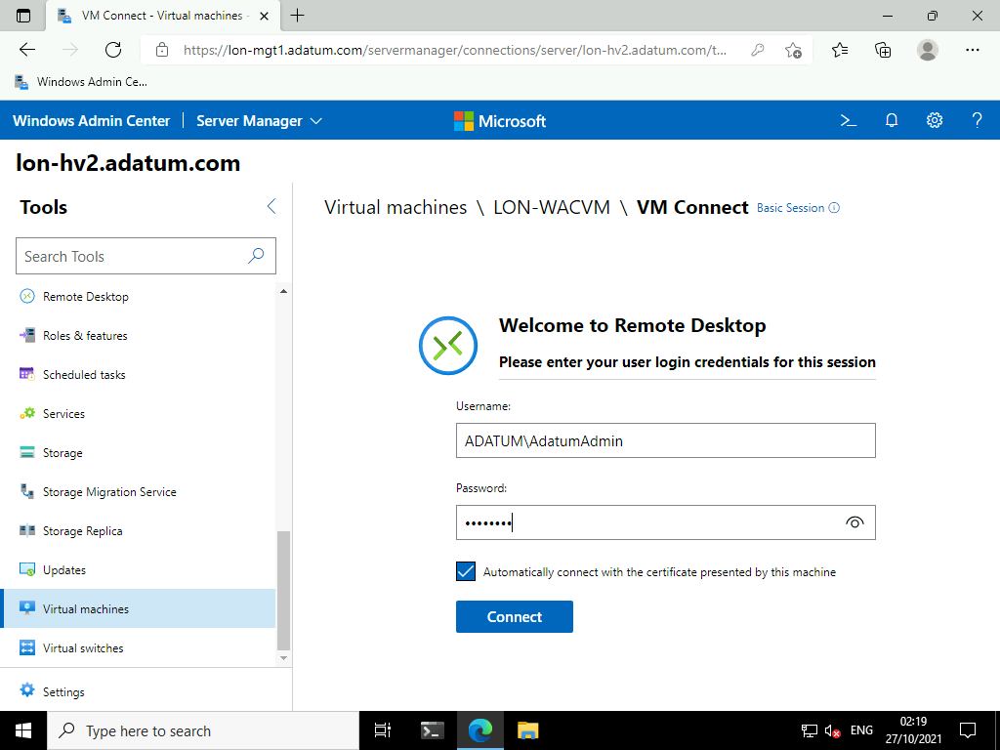 VM Connect - Virtual machines -
https://lon-mgt1.adatum.com/servermanager/connections/server/lon-hv2.adatum.com/t...
Windows Admin Ce...
Windows Admin Center | Server Manager
Microsoft
lon-hv2.adatum.com
Tools
Search Tools
Remote Desktop
Roles & features
Scheduled tasks
Services
Storage
Storage Migration Service
Storage Replica
Updates
Virtual machines
Virtual switches
Settings
Virtual machines \ LON-WACVM \ VM Connect Basic Session
Welcome to Remote Desktop
Please enter your user login credentials for this session
Username:
ADATUM\AdatumAdmin
Password:
••••••••
Automatically connect with the certificate presented by this machine
Connect
Type here to search
ENG
02:19
27/10/2021